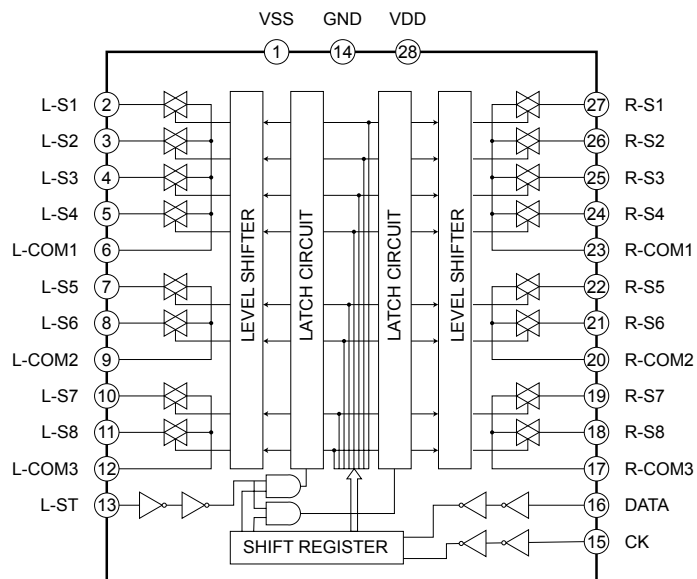 VSS GND VDD
1 14 28
L-S1 2 27 R-S1
L-S2 3 26 R-S2
L-S3 4 25 R-S3
L-S4 5 24 R-S4
L-COM1 6 23 R-COM1
L-S5 7 22 R-S5
L-S6 8 21 R-S6
L-COM2 9 20 R-COM2
L-S7 10 19 R-S7
L-S8 11 18 R-S8
L-COM3 12 17 R-COM3
L-ST 13 16 DATA
15 CK
LEVEL SHIFTER
LATCH CIRCUIT
LATCH CIRCUIT
LEVEL SHIFTER
SHIFT REGISTER